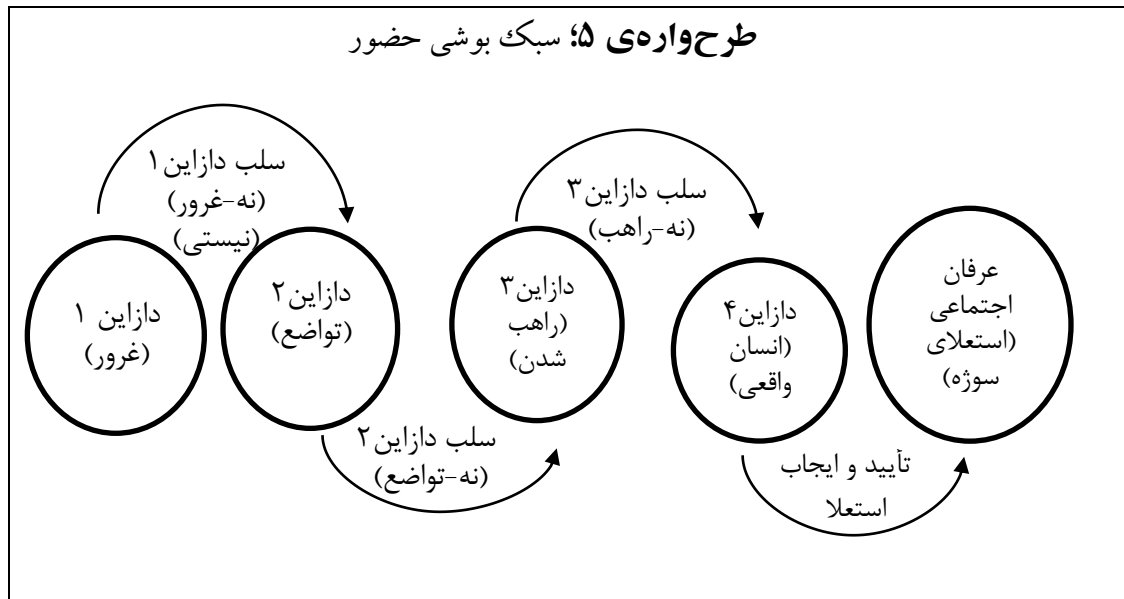 طرح‌واره‌ی ۵؛ سبک بوشی حضور
سلب دازاین۱
(نه-غرور)
(نیستی)
سلب دازاین۳
(نه-راهب)
دازاین ۱
(غرور)
دازاین۲
(تواضع)
دازاین۳
(راهب
شدن
دازاین۴
(انسان
واقعی)
عرفان
اجتماعی
(استعلای
سوژه)
سلب دازاین۲
(نه-تواضع)
تأیید و ایجاب
استعلا